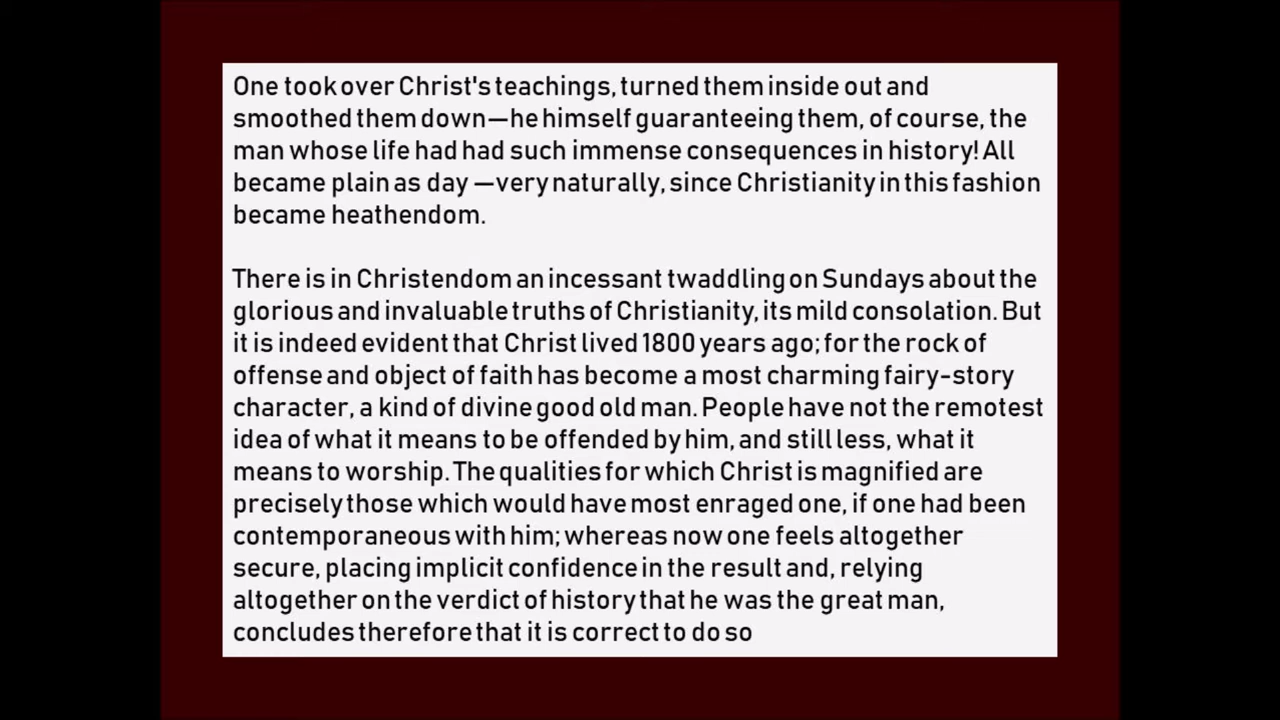 One took over Christ's teachings, turned them inside out and
smoothed them down—he himself guaranteeing them, of course, the
man whose life had had such immense consequences in history! All
became plain as day —very naturally, since Christianity in this fashion
became heathendom.
There is in Christendom an incessant twaddling on Sundays about the
glorious and invaluable truths of Christianity, its mild consolation. But
it is indeed evident that Christ lived 1800 years ago; for the rock of
offense and object of faith has become a most charming fairy-story
character, a kind of divine good old man. People have not the remotest
idea of what it means to be offended by him, and still less, what it
means to worship. The qualities for which Christ is magnified are
precisely those which would have most enraged one, if one had been
contemporaneous with him; whereas now one feels altogether
secure, placing implicit confidence in the result and, relying
altogether on the verdict of history that he was the great man,
concludes therefore that it is correct to do so